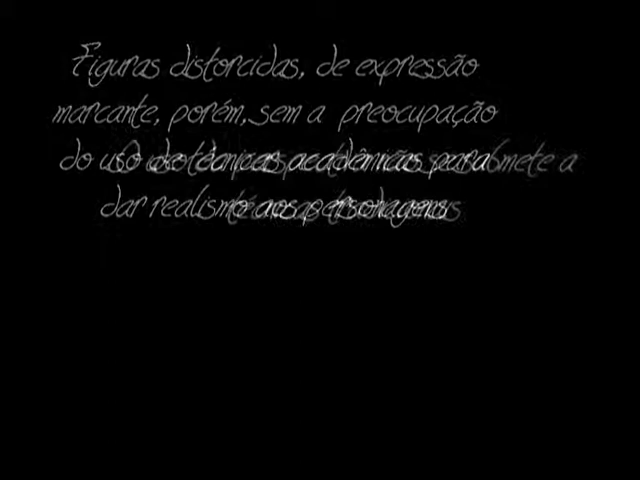 Figuras distorcidas, de expressão
marcante, porém, sem a preocupação
do uso de técnicas acadêmicas para
dar realismo aos personagens